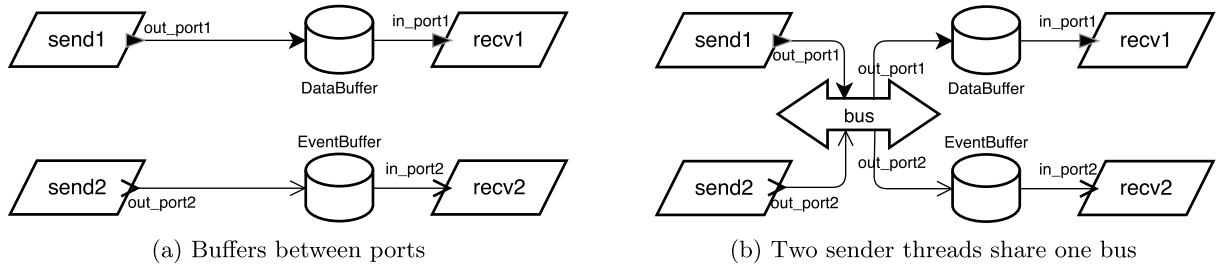 send1
out_port1
DataBuffer
in_port1
recv1
send2
out_port2
EventBuffer
in_port2
recv2
(a) Buffers between ports
send1
out_port1
out_port1
DataBuffer
in_port1
recv1
bus
send2
out_port2
out_port2
EventBuffer
in_port2
recv2
(b) Two sender threads share one bus